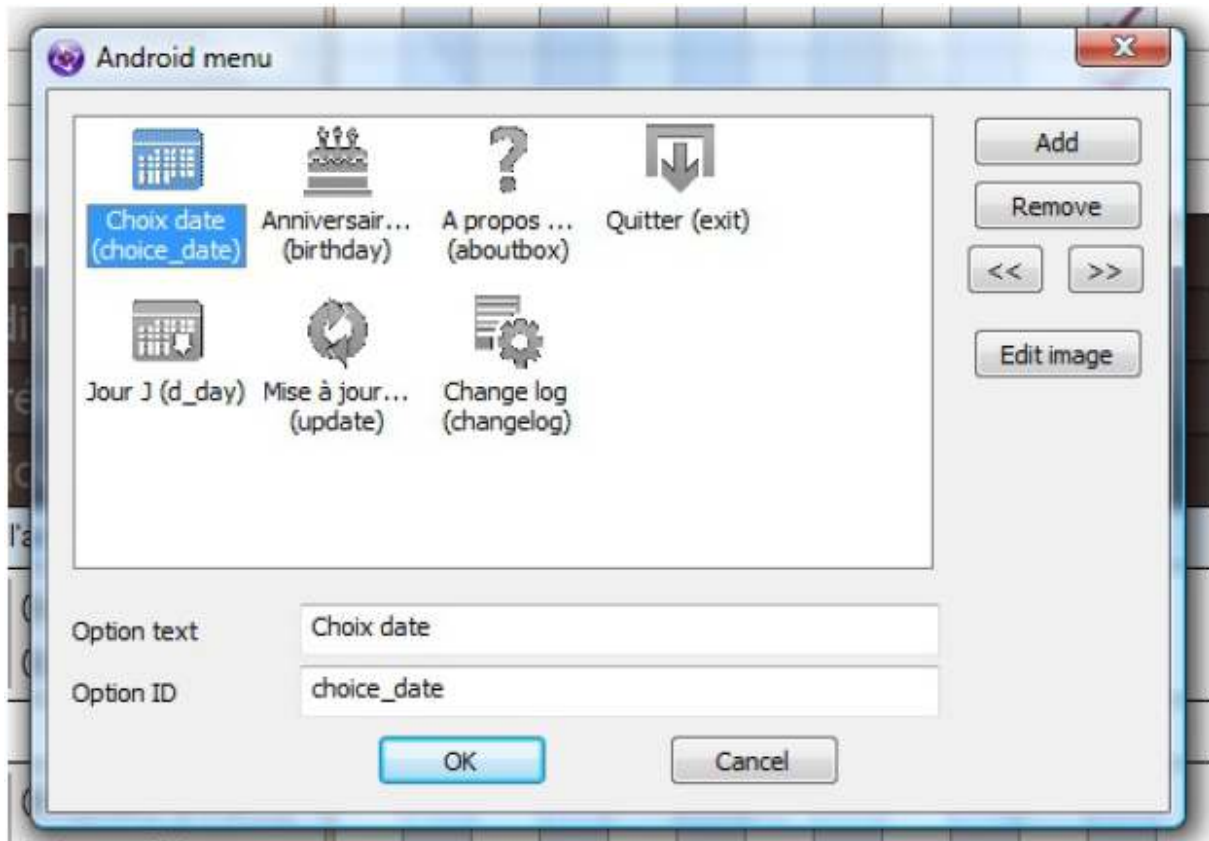 Android menu
Choix date
(choice_date)
Anniversair...
(birthday)
A propos ...
(aboutbox)
Quitter (exit)
Jour J (d_day)
Mise à jour...
(update)
Change log
(changelog)
Add
Remove
<< >>
Edit image
l'a
Option text Choix date
Option ID choice_date
OK Cancel